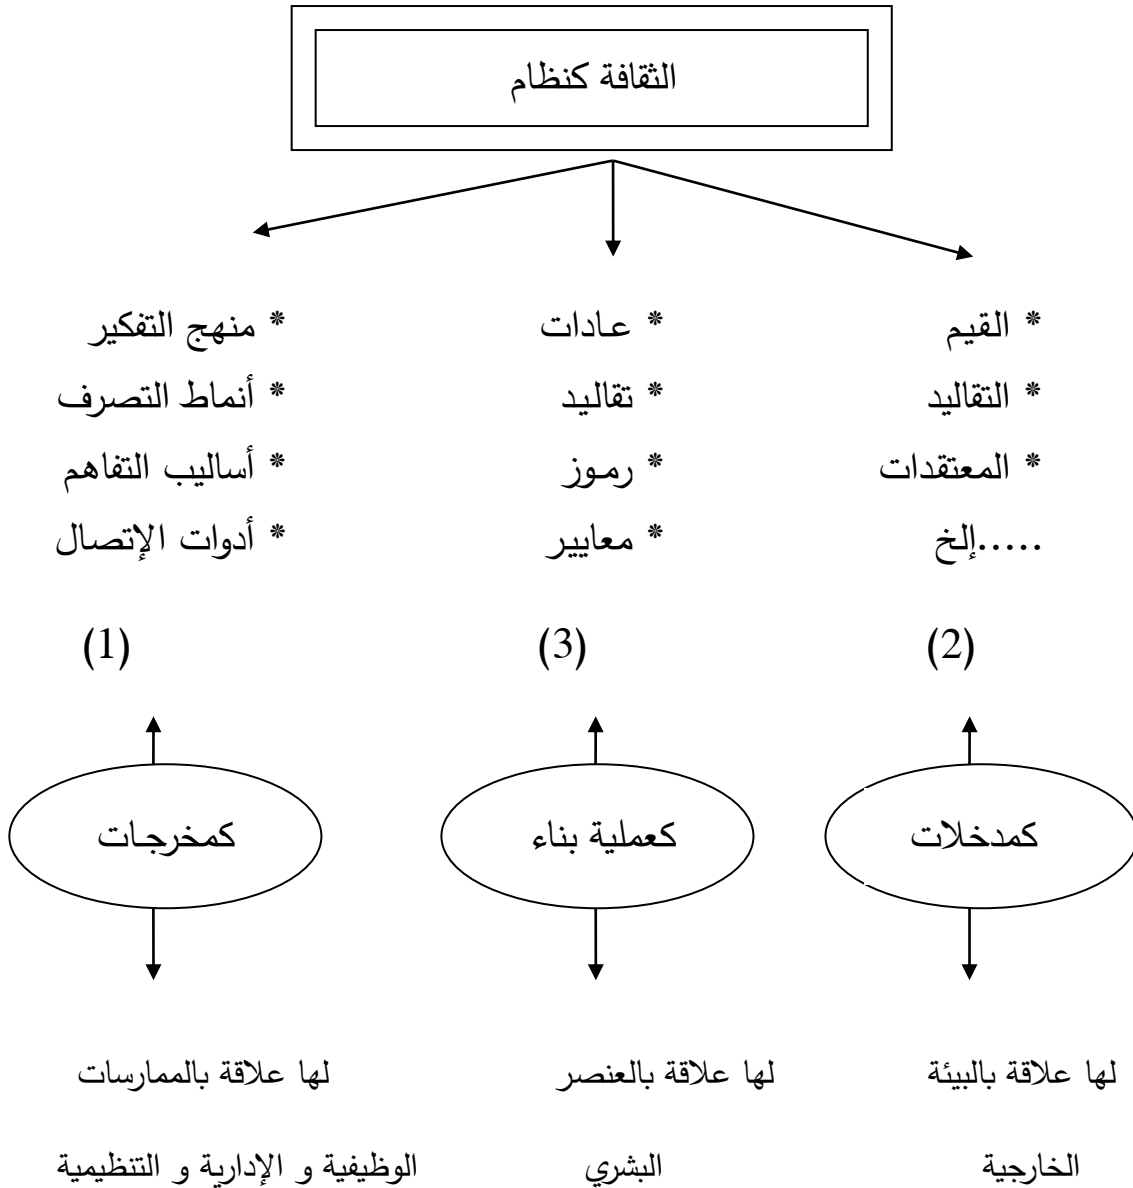 الثقافة كنظام
* القيم
* التقاليد
* المعتقدات
.....إلخ
(2)
* عادات
* تقاليد
* رموز
* معايير
(3)
* منهج التفكير
* أنماط التصرف
* أساليب التفاهم
* أدوات الإتصال
(1)
كمدخلات
كعملية بناء
كمخرجات
لها علاقة بالبيئة
الخارجية
لها علاقة بالعنصر
البشري
لها علاقة بالممارسات
الوظيفية و الإدارية و التنظيمية